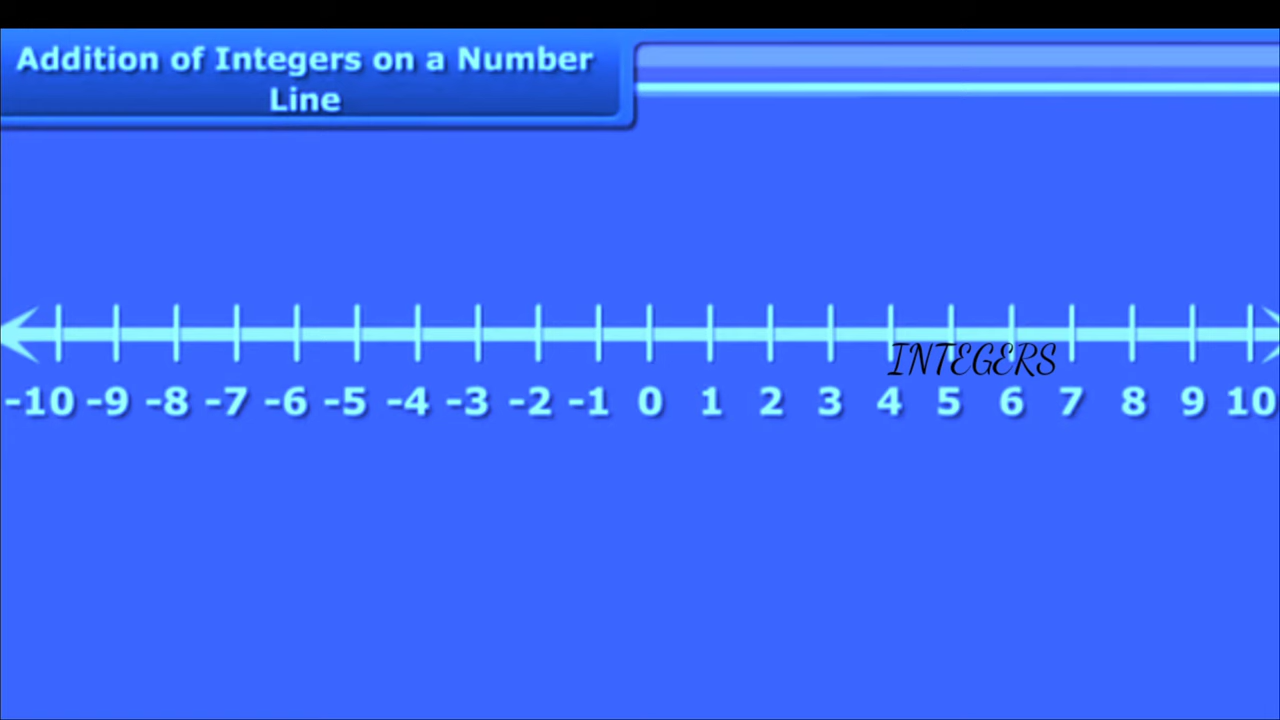 Addition of Integers on a Number
Line
INTEGERS
-10 -9 -8 -7 -6 -5 -4 -3 -2 -1 0 1 2 3 4 5 6 7 8 9 10